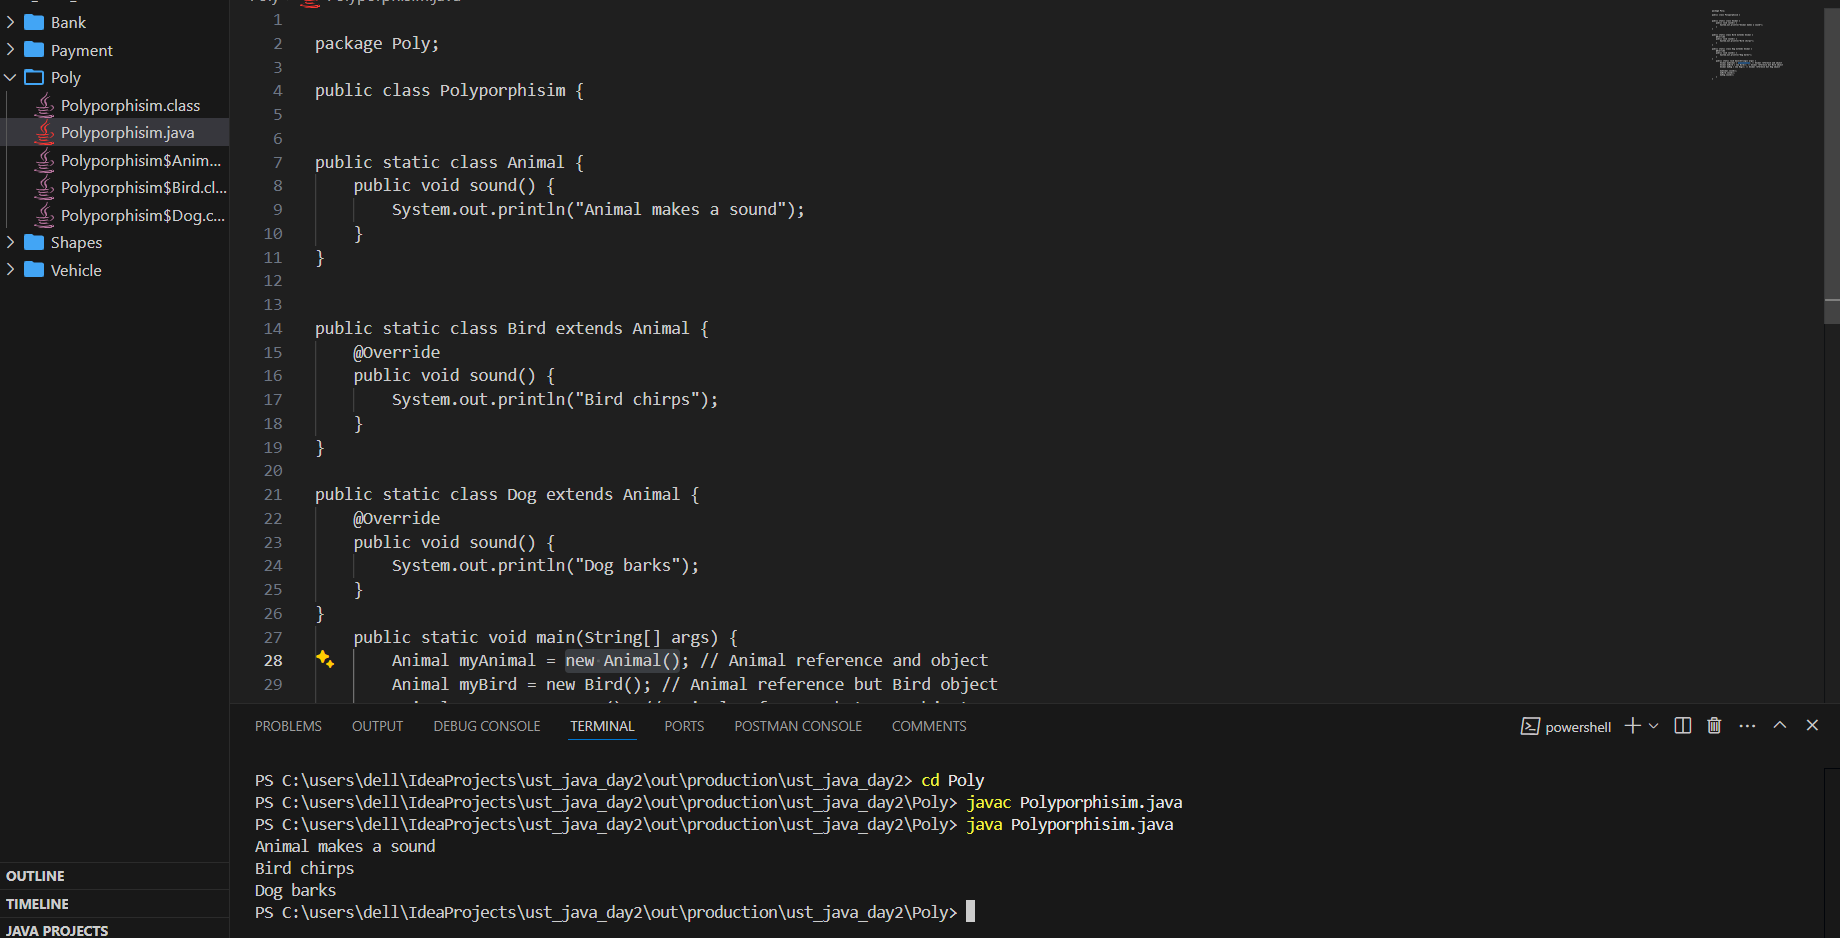 Bank
Payment
Poly
Polyporphisim.class
Polyporphisim.java
Polyporphisim$Anim...
Polyporphisim$Bird.cl...
Polyporphisim$Dog.c...
Shapes
Vehicle
OUTLINE
TIMELINE
JAVA PROJECTS
1
2 package Poly;
3
4 public class Polyporphisim {
5
6
7 public static class Animal {
8 public void sound() {
9 System.out.println("Animal makes a sound");
10 }
11 }
12
13
14 public static class Bird extends Animal {
15 @Override
16 public void sound() {
17 System.out.println("Bird chirps");
18 }
19 }
20
21 public static class Dog extends Animal {
22 @Override
23 public void sound() {
24 System.out.println("Dog barks");
25 }
26 }
27 public static void main(String[] args) {
28 Animal myAnimal = new Animal(); // Animal reference and object
29 Animal myBird = new Bird(); // Animal reference but Bird object
PROBLEMS OUTPUT DEBUG CONSOLE TERMINAL PORTS POSTMAN CONSOLE COMMENTS powershell
PS C:\users\dell\IdeaProjects\ust_java_day2\out\production\ust_java_day2> cd Poly
PS C:\users\dell\IdeaProjects\ust_java_day2\out\production\ust_java_day2\Poly> javac Polyporphisim.java
PS C:\users\dell\IdeaProjects\ust_java_day2\out\production\ust_java_day2\Poly> java Polyporphisim.java
Animal makes a sound
Bird chirps
Dog barks
PS C:\users\dell\IdeaProjects\ust_java_day2\out\production\ust_java_day2\Poly>